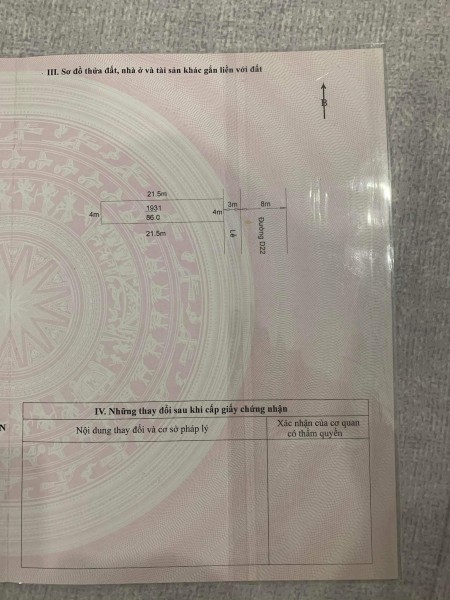 III. Sơ đồ thửa đất, nhà ở và tài sản khác gắn liền với đất
B
21.5m
3m
8m
4m
1931
86.0
4m
21.5m
Lề
Đường D22
IV. Những thay đổi sau khi cấp giấy chứng nhận
N
Nội dung thay đổi và cơ sở pháp lý
Xác nhận của cơ quan
có thẩm quyền